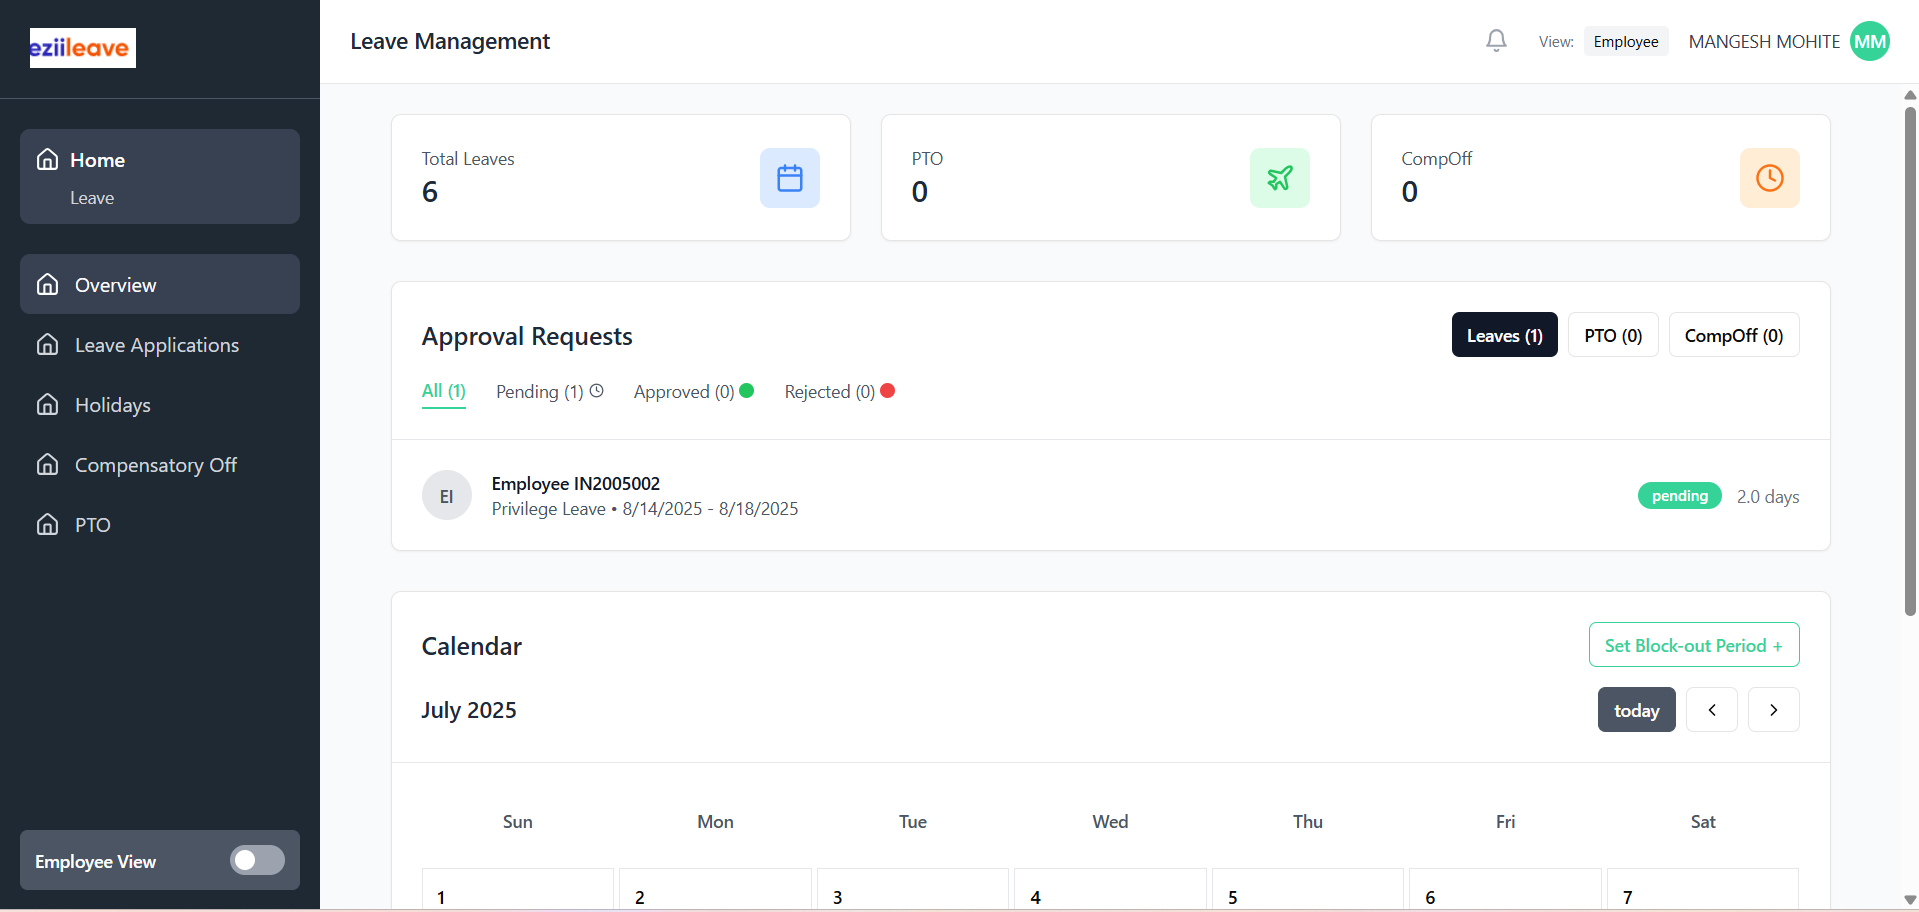 eziileave
Home
Leave
Overview
Leave Applications
Holidays
Compensatory Off
PTO
Employee View
Leave Management
View: Employee MANGESH MOHITE MM
Total Leaves
6
PTO
0
CompOff
0
Approval Requests
Leaves (1) PTO (0) CompOff (0)
All (1) Pending (1) Approved (0) Rejected (0)
EI
Employee IN2005002
Privilege Leave • 8/14/2025 - 8/18/2025
pending 2.0 days
Calendar
Set Block-out Period +
July 2025
today
Sun Mon Tue Wed Thu Fri Sat
1 2 3 4 5 6 7